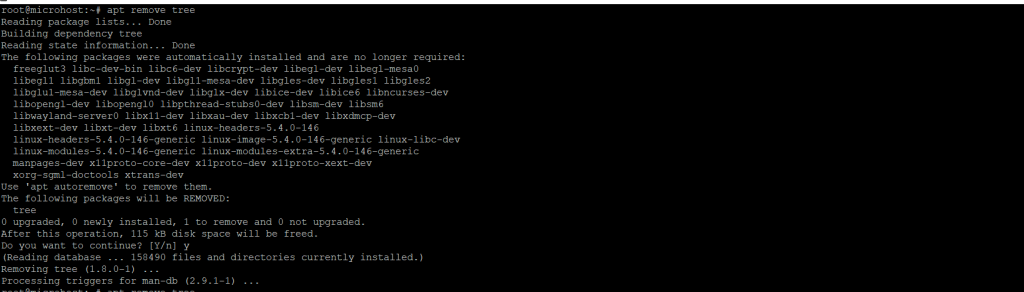 root@microhost:~# apt remove tree
Reading package lists... Done
Building dependency tree
Reading state information... Done
The following packages were automatically installed and are no longer required:
  freeglut3 libc-dev-bin libc6-dev libcrypt-dev libegl-dev libegl-mesa0
  libegl1 libgbm1 libgl-dev libgl1-mesa-dev libgles-dev libgles1 libgles2
  libglu1-mesa-dev libglvnd-dev libglx-dev libice-dev libice6 libncurses-dev
  libopengl-dev libopengl0 libpthread-stubs0-dev libsm-dev libsm6
  libwayland-server0 libx11-dev libxau-dev libxcb1-dev libxdmcp-dev
  libxext-dev libxt-dev libxt6 linux-headers-5.4.0-146
  linux-headers-5.4.0-146-generic linux-image-5.4.0-146-generic linux-libc-dev
  linux-modules-5.4.0-146-generic linux-modules-extra-5.4.0-146-generic
  manpages-dev x11proto-core-dev x11proto-dev x11proto-xext-dev
  xorg-sgml-doctools xtrans-dev
Use 'apt autoremove' to remove them.
The following packages will be REMOVED:
  tree
0 upgraded, 0 newly installed, 1 to remove and 0 not upgraded.
After this operation, 115 kB disk space will be freed.
Do you want to continue? [Y/n] y
(Reading database ... 158490 files and directories currently installed.)
Removing tree (1.8.0-1) ...
Processing triggers for man-db (2.9.1-1) ...
root@microhost:~# apt remove tree